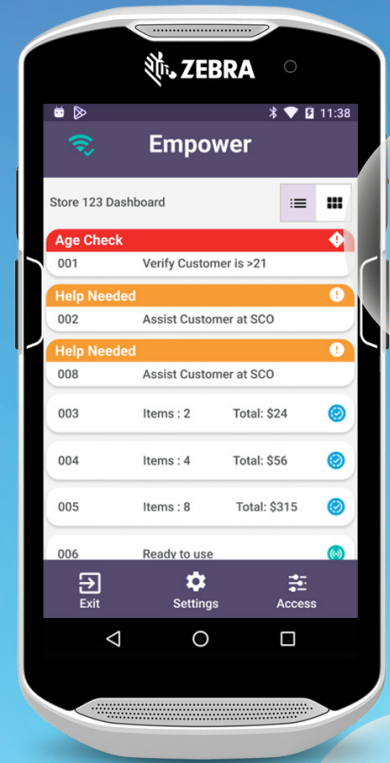 ZEBRA
11:38
Empower
Store 123 Dashboard
Age Check
001 Verify Customer is >21
Help Needed
002 Assist Customer at SCO
Help Needed
008 Assist Customer at SCO
003 Items : 2 Total: $24
004 Items : 4 Total: $56
005 Items : 8 Total: $315
006 Ready to use
Exit Settings Access